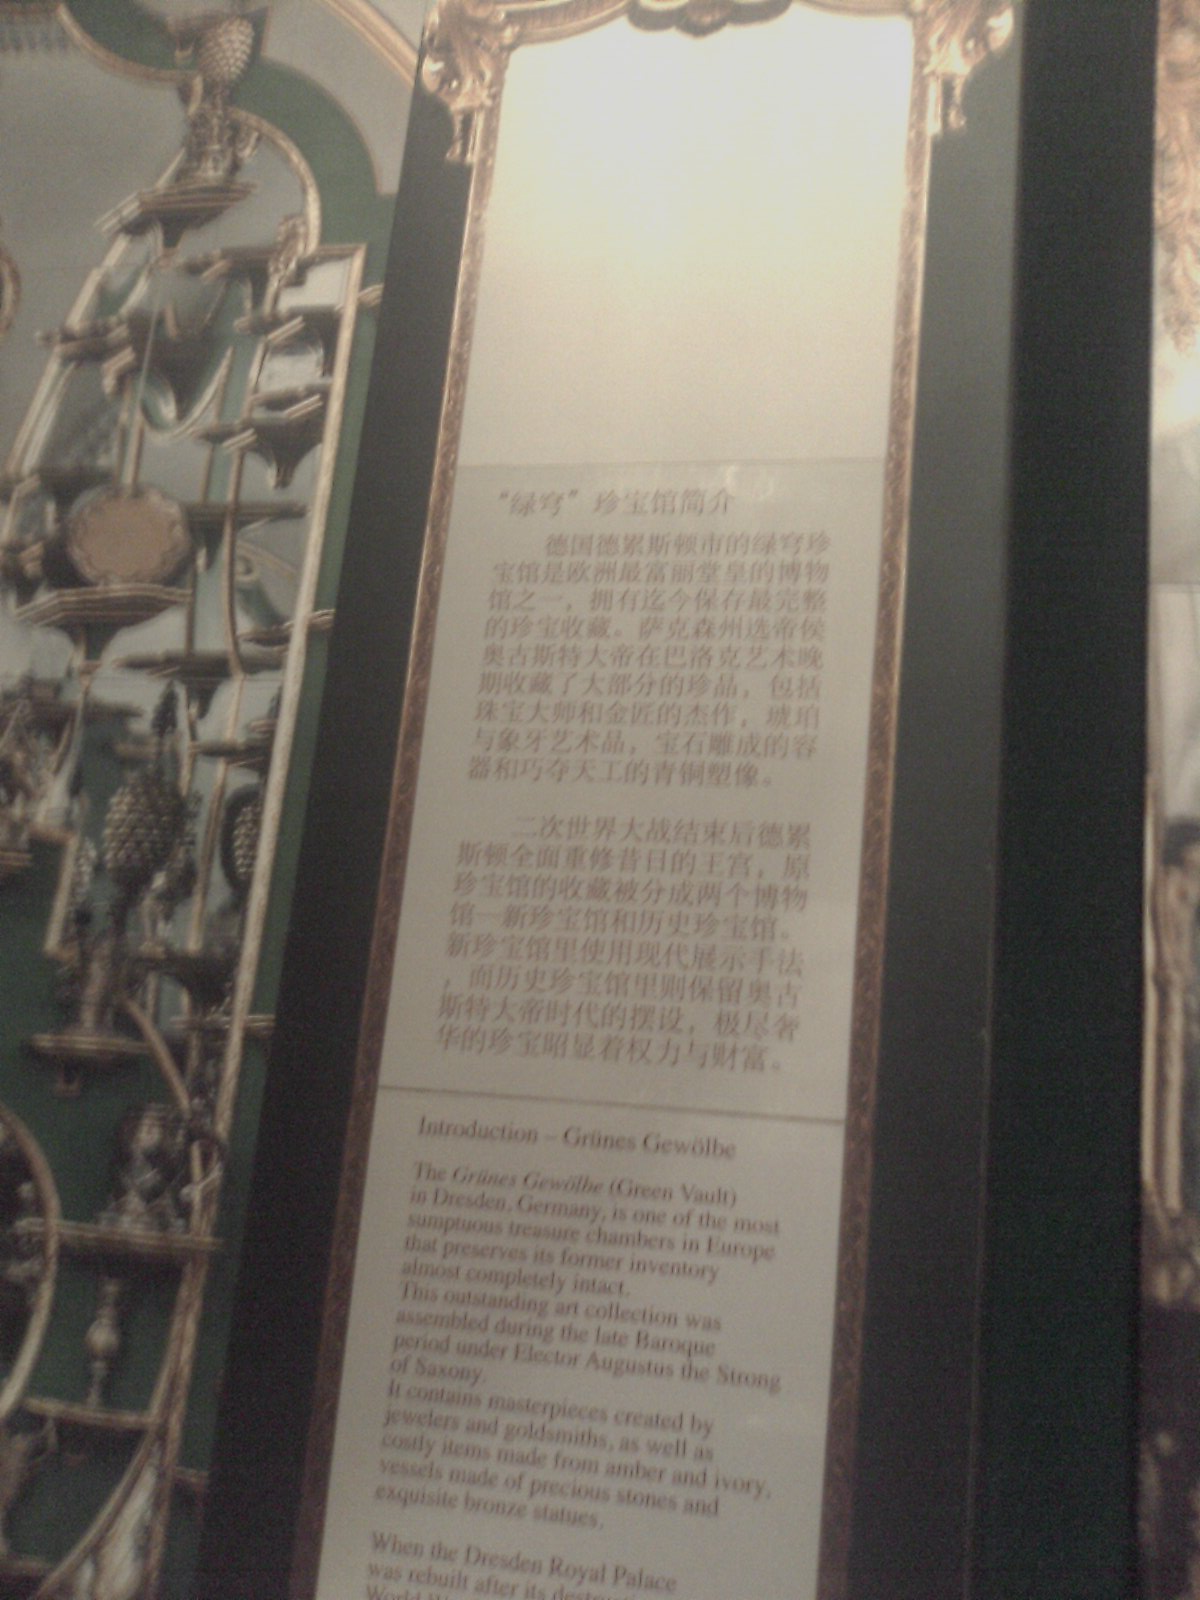 “绿穹”珍宝馆简介
德国德累斯顿市的绿穹珍
宝馆是欧洲最富丽堂皇的博物
馆之一，拥有迄今保存最完整
的珍宝收藏。萨克森州选帝侯
奥古斯特大帝在巴洛克艺术晚
期收藏了大部分的珍品，包括
珠宝大师和金匠的杰作，琥珀
与象牙艺术品，宝石雕成的容
器和巧夺天工的青铜塑像。
二次世界大战结束后德累
斯顿全面重修昔日的王宫，原
珍宝馆的收藏被分成两个博物
馆—新珍宝馆和历史珍宝馆。
新珍宝馆里使用现代展示手法
，而历史珍宝馆里则保留奥古
斯特大帝时代的摆设，极尽奢
华的珍宝昭显着权力与财富。
Introduction – Grünes Gewölbe
The Grünes Gewölbe (Green Vault)
in Dresden, Germany, is one of the most
sumptuous treasure chambers in Europe
that preserves its former inventory
almost completely intact.
This outstanding art collection was
assembled during the late Baroque
period under Elector Augustus the Strong
of Saxony.
It contains masterpieces created by
jewelers and goldsmiths, as well as
costly items made from amber and ivory,
vessels made of precious stones and
exquisite bronze statues.
When the Dresden Royal Palace
was rebuilt after its
World